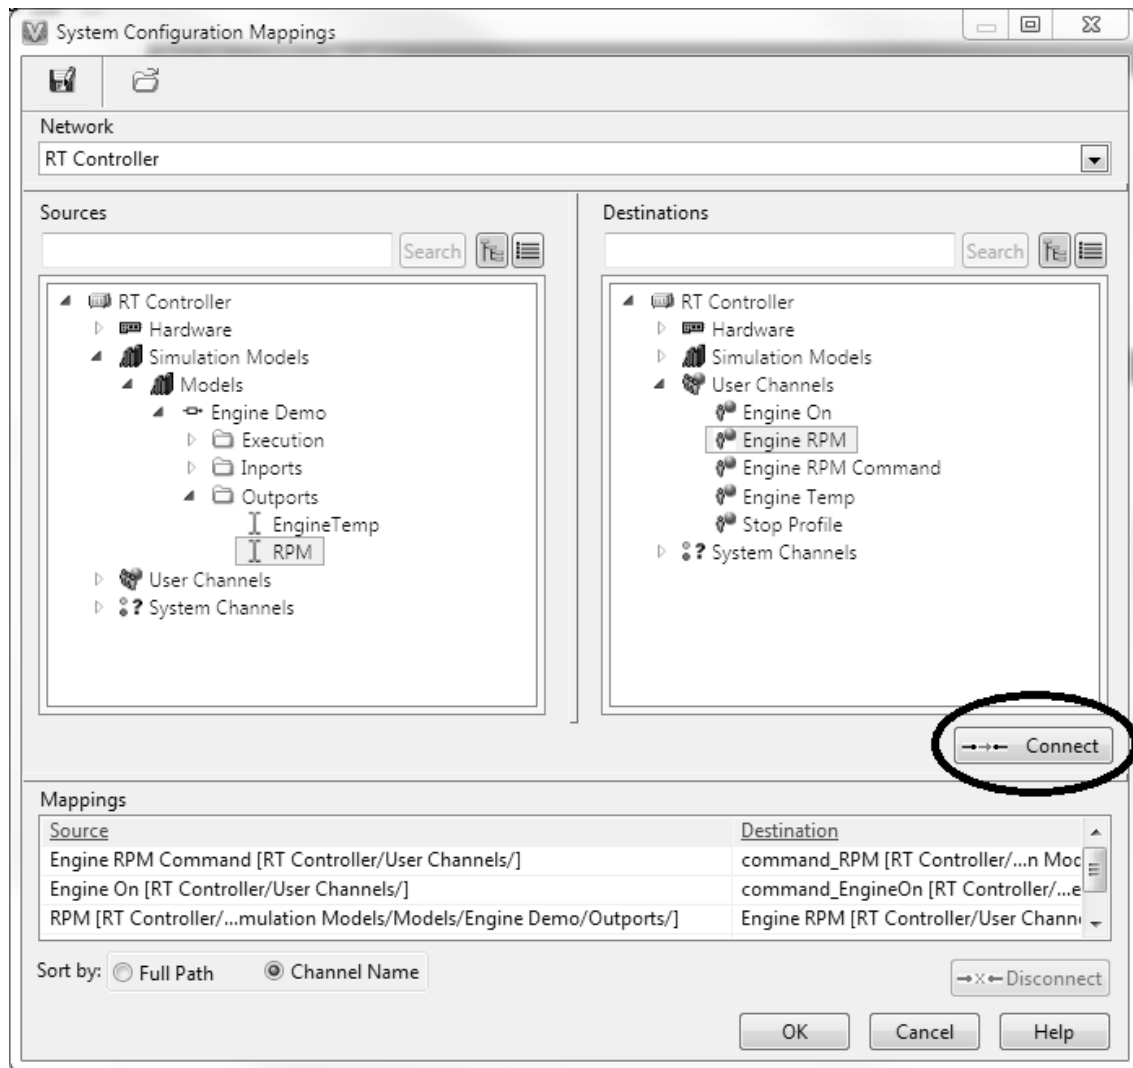 System Configuration Mappings
Network
RT Controller
Sources
Search
RT Controller
Hardware
Simulation Models
Models
Engine Demo
Execution
Inports
Outports
EngineTemp
RPM
User Channels
System Channels
Destinations
Search
RT Controller
Hardware
Simulation Models
User Channels
Engine On
Engine RPM
Engine RPM Command
Engine Temp
Stop Profile
System Channels
Connect
Mappings
Source Destination
Engine RPM Command [RT Controller/User Channels/] command_RPM [RT Controller/...n Moc
Engine On [RT Controller/User Channels/] command_EngineOn [RT Controller/...e
RPM [RT Controller/...mulation Models/Models/Engine Demo/Outports/] Engine RPM [RT Controller/User Chann
Sort by: Full Path Channel Name
Disconnect
OK Cancel Help